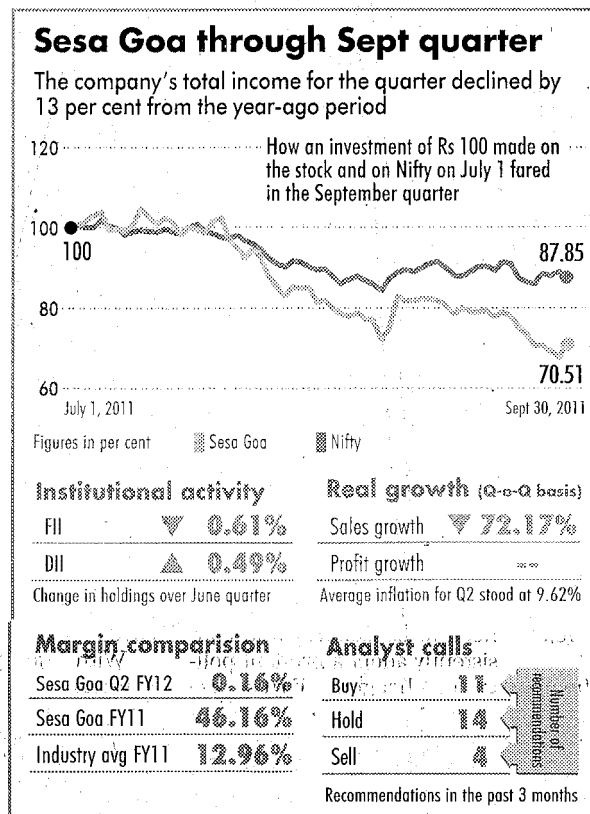 Sesa Goa through Sept quarter
The company's total income for the quarter declined by
13 per cent from the year-ago period
How an investment of Rs 100 made on
the stock and on Nifty on July 1 fared
in the September quarter
120
100
80
60
100
87.85
70.51
July 1, 2011
Sept 30, 2011
Figures in per cent
Sesa Goa
Nifty
Institutional activity
FII ▼ 0.61%
DII ▲ 0.49%
Change in holdings over June quarter
Real growth (Q-o-Q basis)
Sales growth ▼ 72.17%
Profit growth --
Average inflation for Q2 stood at 9.62%
Margin comparision
Sesa Goa Q2 FY12 0.16%
Sesa Goa FY11 46.16%
Industry avg FY11 12.96%
Analyst calls
Buy 11
Hold 14
Sell 4
Number of
recommendations
Recommendations in the past 3 months